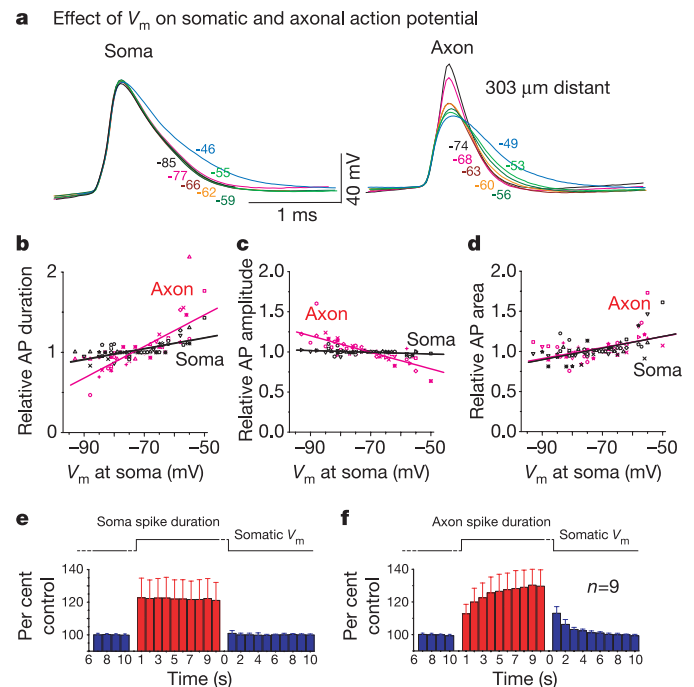 a Effect of Vm on somatic and axonal action potential
Soma
Axon
303 µm distant
-46
-85
-55
-77
-66
-62
-59
1 ms
40 mV
-74
-49
-68
-53
-63
-60
-56
b
c
d
Relative AP duration
2
1
0
Axon
Soma
−90 −70 −50
Vm at soma (mV)
Relative AP amplitude
2.0
1.5
1.0
0.5
0.0
Axon
Soma
−90 −70 −50
Vm at soma (mV)
Relative AP area
2.0
1.5
1.0
0.5
0.0
Axon
Soma
−90 −70 −50
Vm at soma (mV)
e
Soma spike duration
Somatic Vm
Per cent control
140
120
100
6 8 10 1 3 5 7 9 0 2 4 6 8 10
Time (s)
f
Axon spike duration
Somatic Vm
n=9
Per cent control
140
120
100
6 8 10 1 3 5 7 9 0 2 4 6 8 10
Time (s)